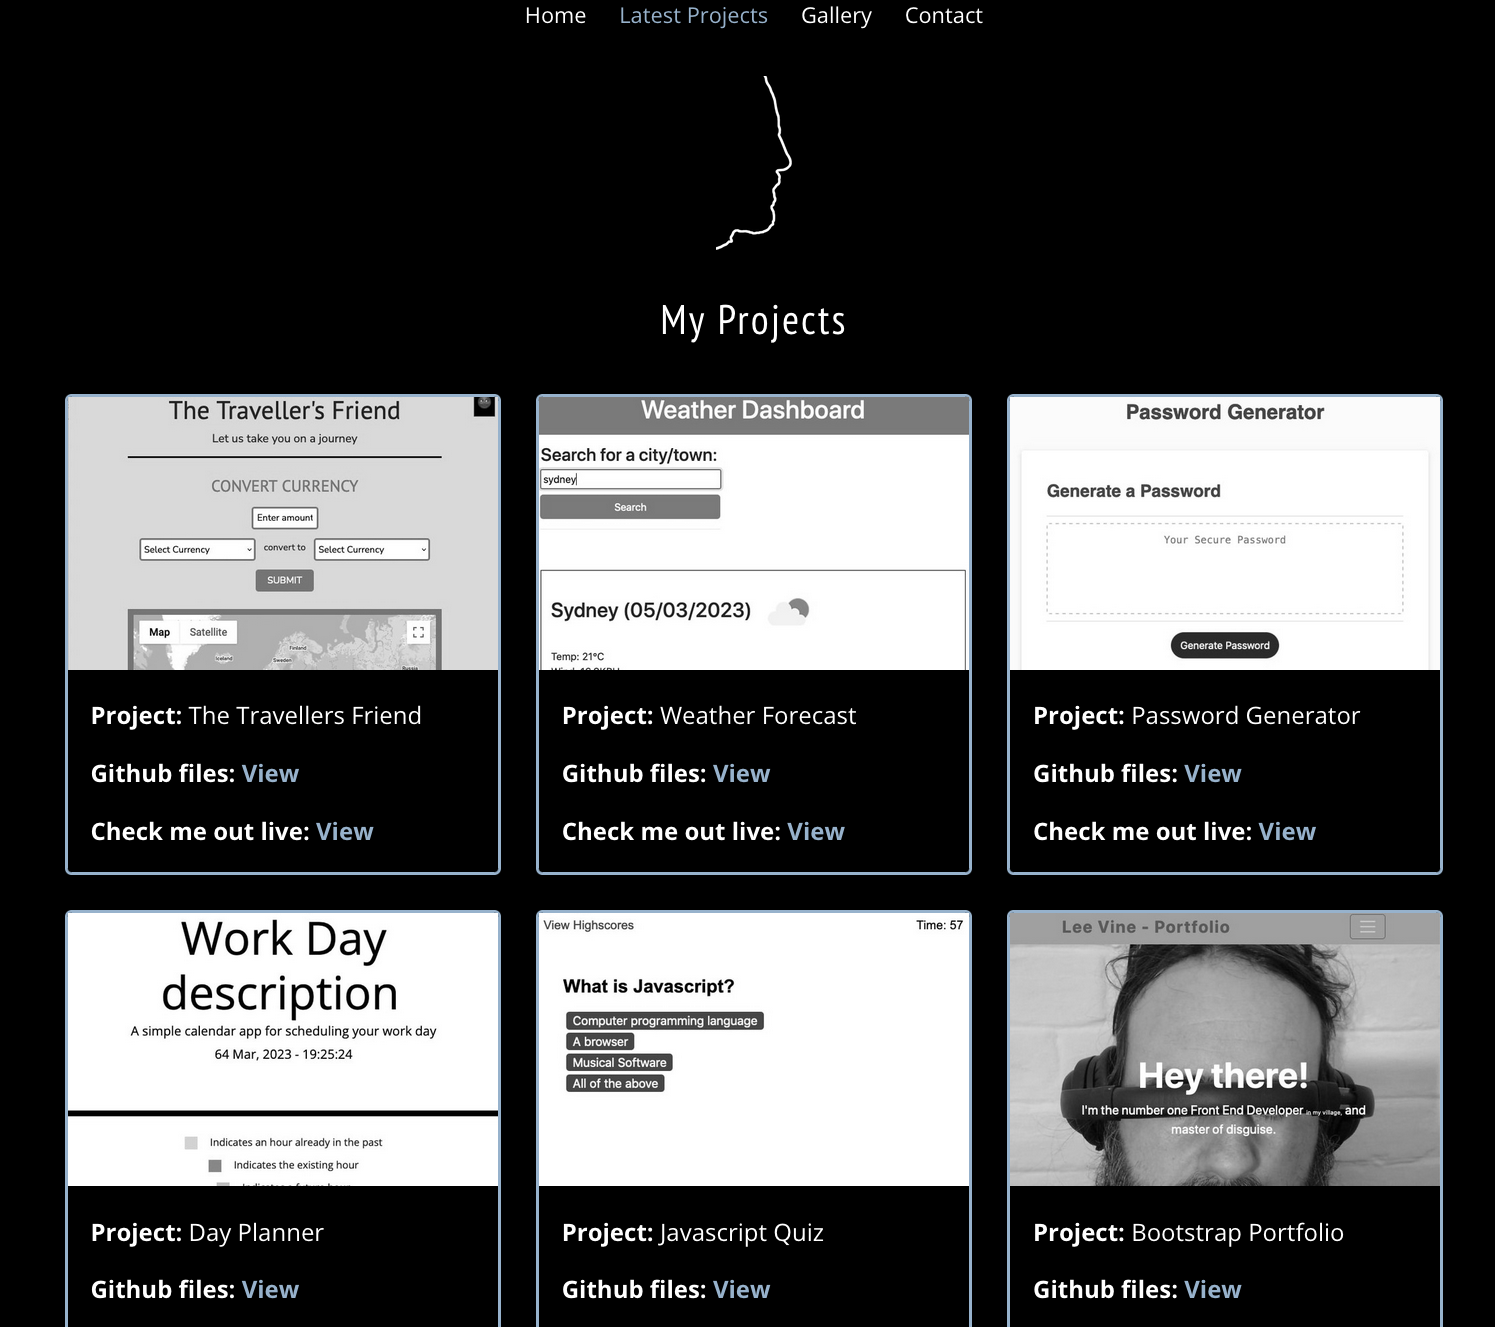 Home Latest Projects Gallery Contact
My Projects
The Traveller's Friend
Let us take you on a journey
CONVERT CURRENCY
Enter amount
Select Currency convert to Select Currency
SUBMIT
Map Satellite
Finland
Iceland
Sweden
Russia
Project: The Travellers Friend
Github files: View
Check me out live: View
Weather Dashboard
Search for a city/town:
sydney
Search
Sydney (05/03/2023)
Temp: 21°C
Project: Weather Forecast
Github files: View
Check me out live: View
Password Generator
Generate a Password
Your Secure Password
Generate Password
Project: Password Generator
Github files: View
Check me out live: View
Work Day
description
A simple calendar app for scheduling your work day
64 Mar, 2023 - 19:25:24
Indicates an hour already in the past
Indicates the existing hour
Project: Day Planner
Github files: View
View Highscores Time: 57
What is Javascript?
Computer programming language
A browser
Musical Software
All of the above
Project: Javascript Quiz
Github files: View
Lee Vine - Portfolio
Hey there!
I'm the number one Front End Developer in my village, and
master of disguise.
Project: Bootstrap Portfolio
Github files: View